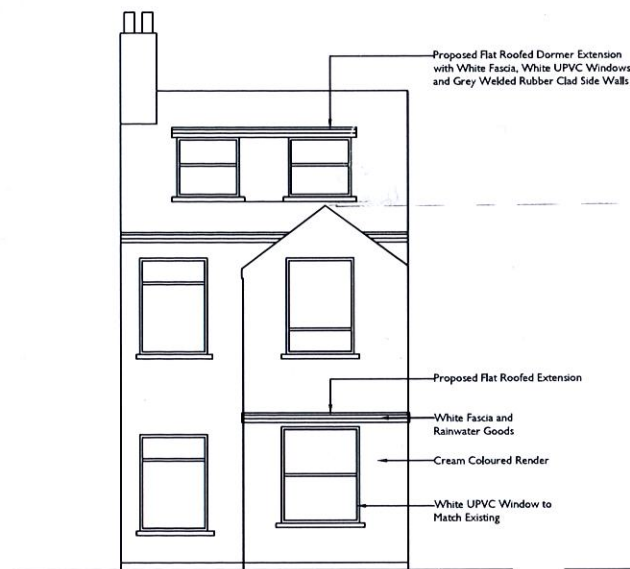 Proposed Flat Roofed Dormer Extension
with White Fascia, White UPVC Windows
and Grey Welded Rubber Clad Side Walls
Proposed Flat Roofed Extension
White Fascia and
Rainwater Goods
Cream Coloured Render
White UPVC Window to
Match Existing